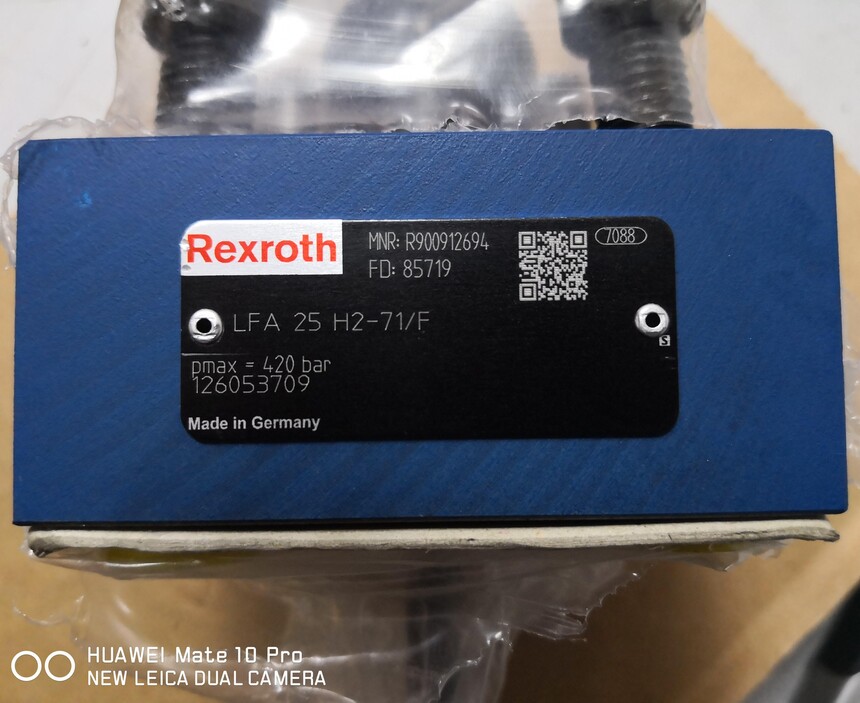 Rexroth
MNR: R900912694
FD: 85719
7088
LFA 25 H2-71/F
S
pmax = 420 bar
126053709
Made in Germany
HUAWEI Mate 10 Pro
NEW LEICA DUAL CAMERA